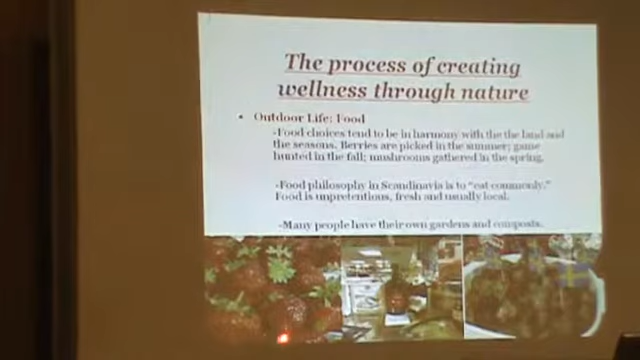 The process of creating
wellness through nature
• Outdoor Life: Food
-Food choices tend to be in harmony with the the land and
the seasons. Berries are picked in the summer; game
hunted in the fall; mushrooms gathered in the spring.
-Food philosophy in Scandinavia is to "eat commonly."
Food is unpretentious, fresh and usually local.
-Many people have their own gardens and composts.